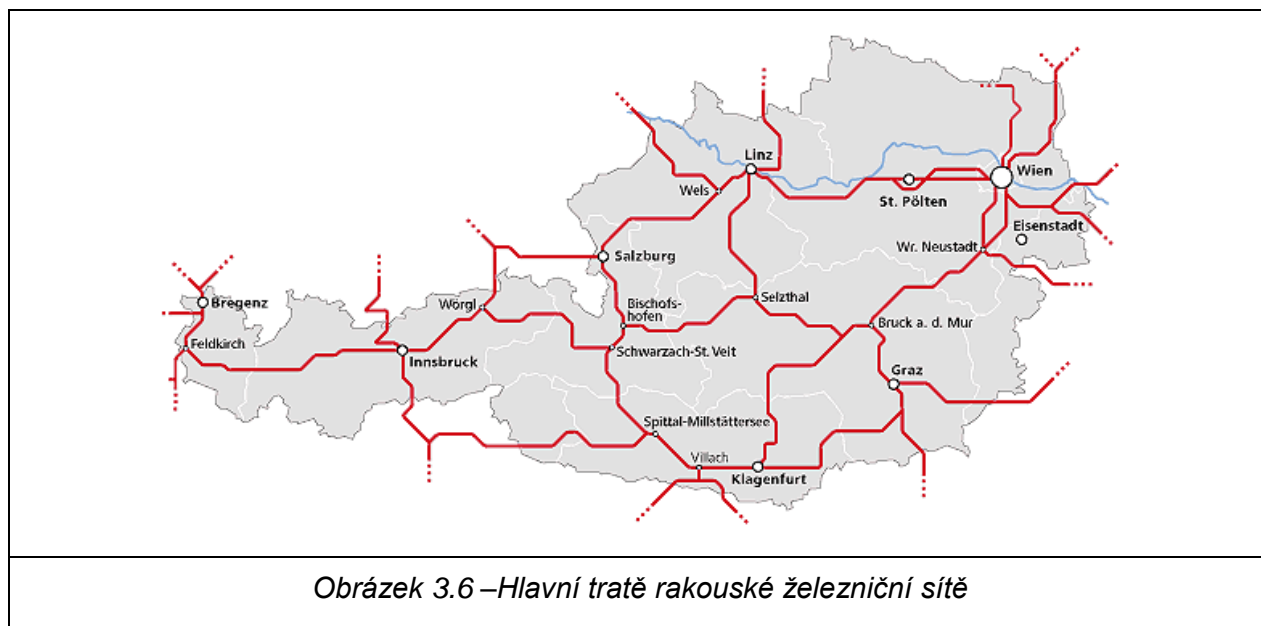 Linz
Wien
Wels
St. Pölten
Eisenstadt
Wr. Neustadt
Salzburg
Bregenz
Wörgl
Bischofs-
hofen
Selzthal
Bruck a. d. Mur
Feldkirch
Innsbruck
Schwarzach-St. Veit
Graz
Spittal-Millstättersee
Villach
Klagenfurt
Obrázek 3.6 –Hlavní tratě rakouské železniční sítě